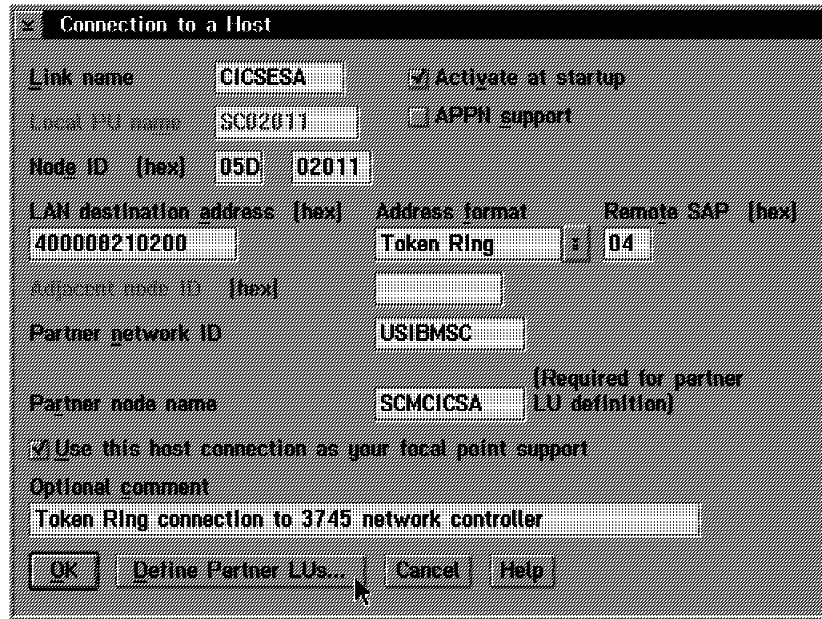 Connection to a Host
Link name CICSESA Activate at startup
Local PU name SC02011 APPN support
Node ID (hex) 05D 02011
LAN destination address (hex) Address format Remote SAP (hex)
400008210200 Token Ring 04
Adjacent node ID (hex)
Partner network ID USIBMSC
(Required for partner
Partner node name SCMCICSA LU definition)
Use this host connection as your focal point support
Optional comment
Token Ring connection to 3745 network controller
OK Define Partner LUs... Cancel Help